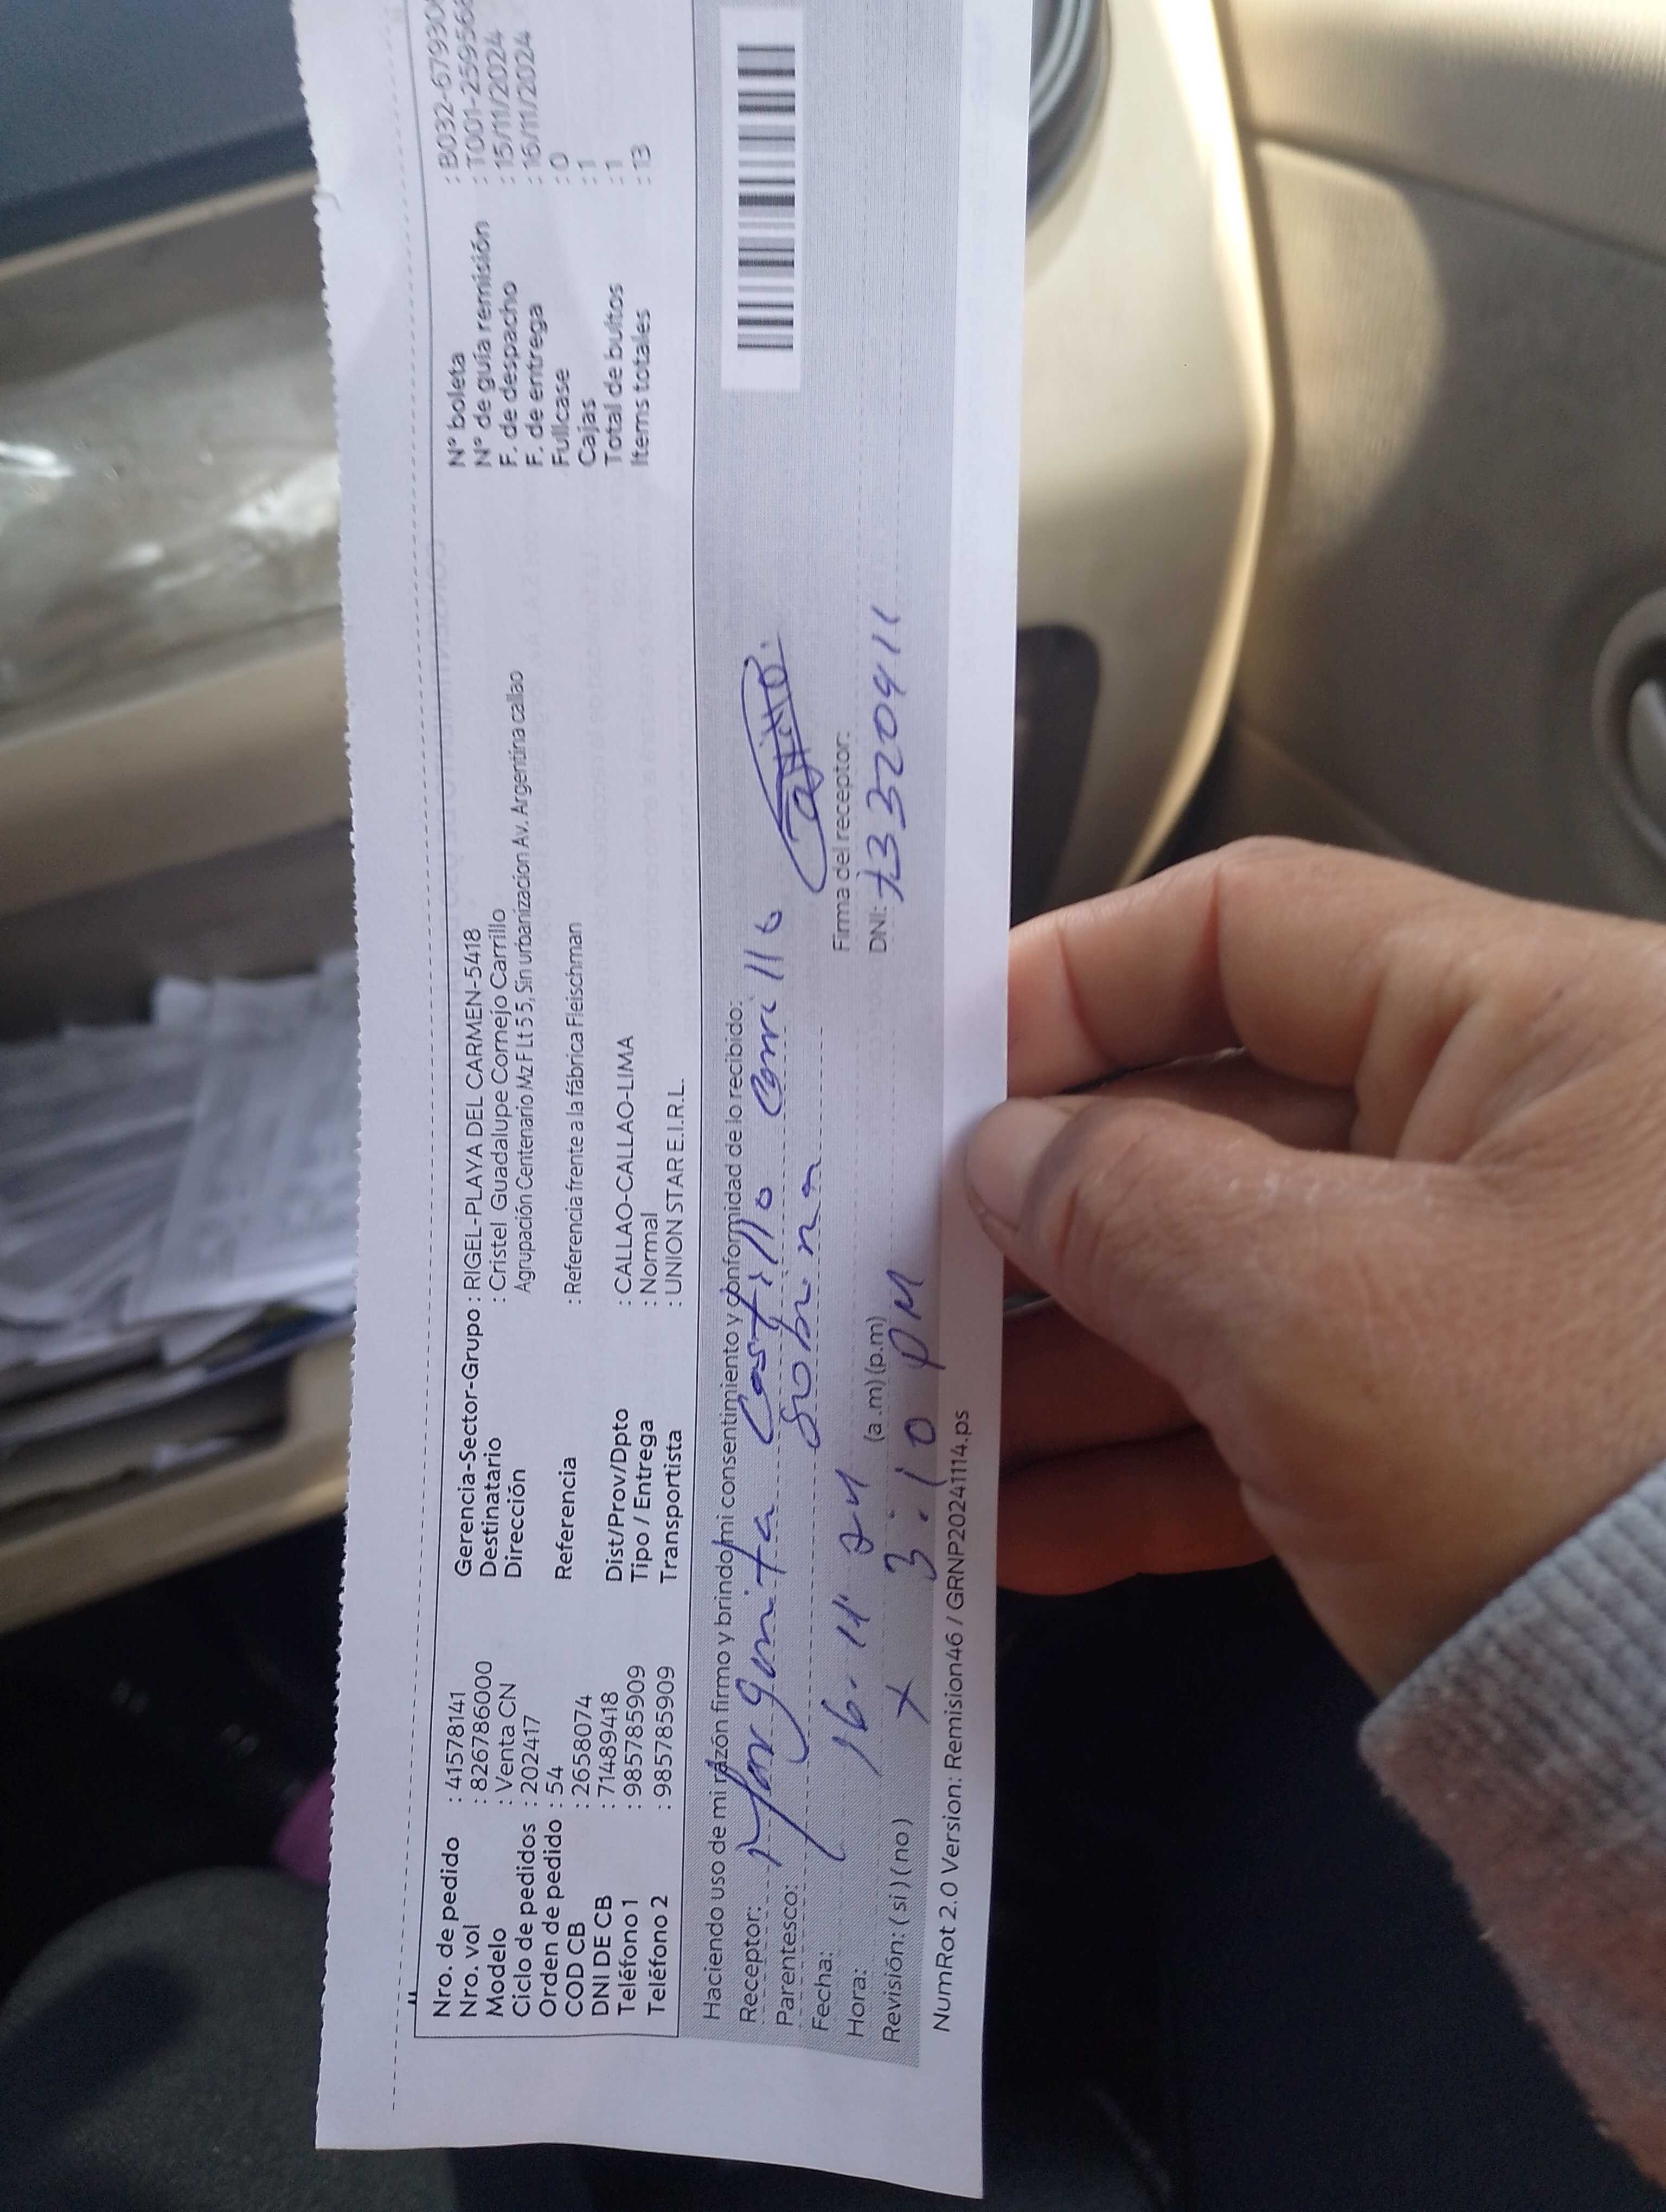 Nro. de pedido : 41578141
Nro. vol : 826786000
Modelo : Venta CN
Ciclo de pedidos : 202417
Orden de pedido : 54
COD CB : 26580074
DNI DE CB : 71489418
Teléfono 1 : 985785909
Teléfono 2 : 985785909
Gerencia-Sector-Grupo : RIGEL-PLAYA DEL CARMEN-5418
Destinatario : Cristel Guadalupe Cornejo Carrillo
Dirección Agrupación Centenario Mz F Lt 5 5, Sin urbanizacion Av. Argentina callao
Referencia : Referencia frente a la fábrica Fleischman
Dist/Prov/Dpto : CALLAO-CALLAO-LIMA
Tipo / Entrega : Normal
Transportista : UNION STAR E.I.R.L.
N° boleta : B032-67930
N° de guía remisión : T001-259956
F. de despacho : 15/11/2024
F. de entrega : 16/11/2024
Fullcase : 0
Cajas : 1
Total de bultos : 1
Items totales : 13
Haciendo uso de mi razón firmo y brindo mi consentimiento y conformidad de lo recibido:
Receptor: Margarita Castillo Carrillo
Parentesco: Sobrina
Fecha: 16-11-24
Hora: 3:10 PM (a.m) (p.m)
Revisión: ( si ) ( no ) X
Firma del receptor:
DNI: 73320411
NumRot 2.0 Version: Remision46 / GRNP20241114.ps